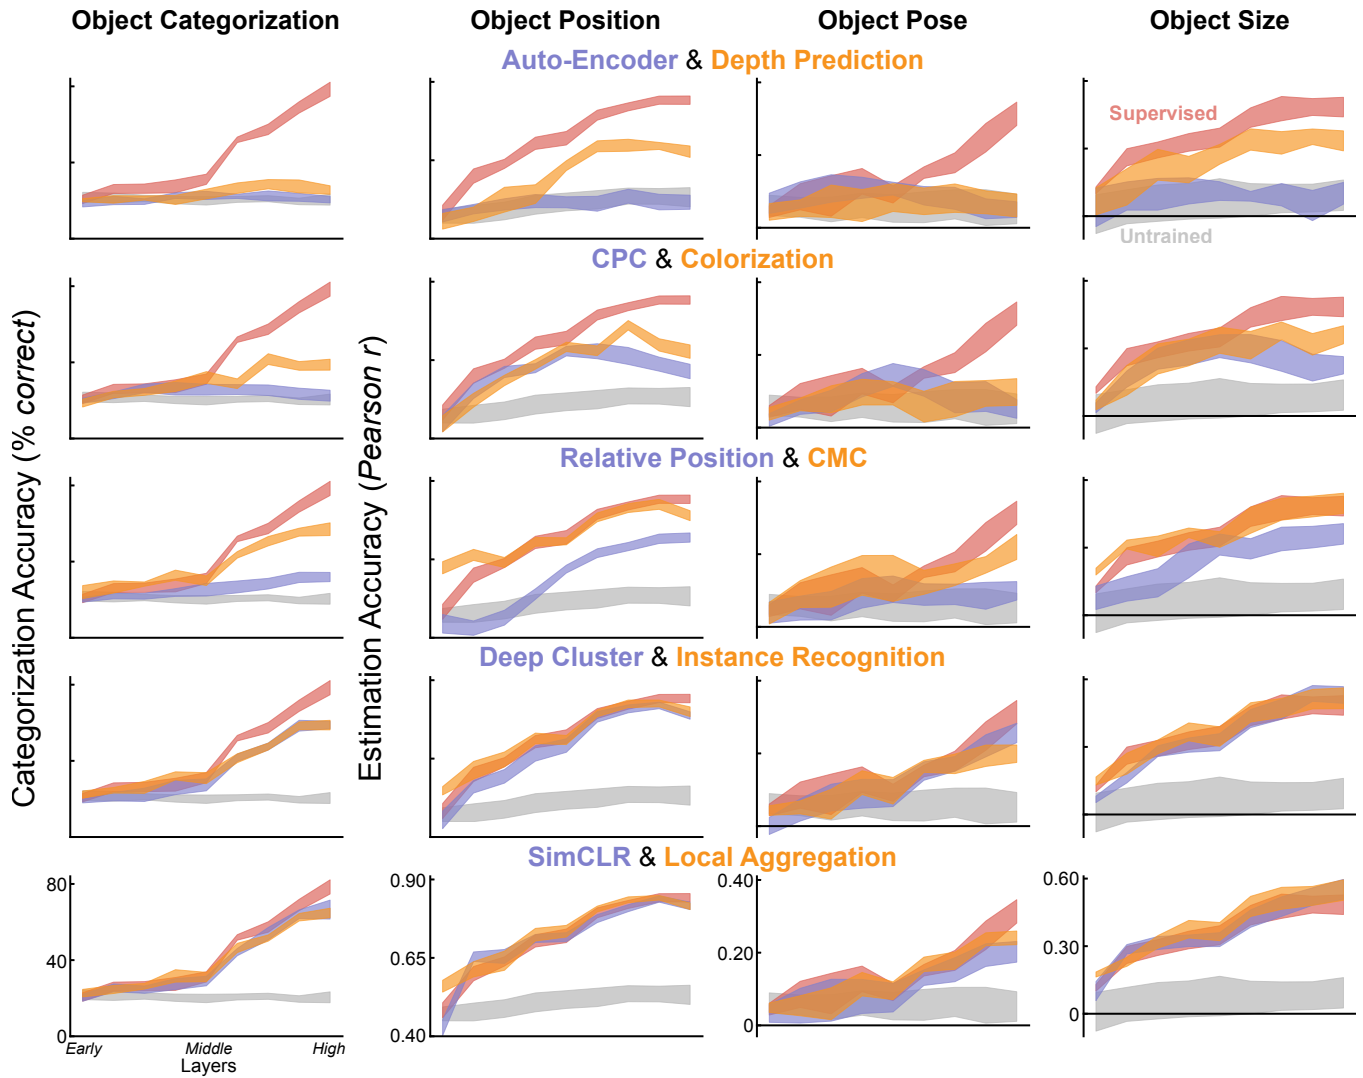 Object Categorization
Object Position
Object Pose
Object Size
Auto-Encoder & Depth Prediction
Supervised
Untrained
CPC & Colorization
Relative Position & CMC
Deep Cluster & Instance Recognition
SimCLR & Local Aggregation
Categorization Accuracy (% correct)
Estimation Accuracy (Pearson r)
80
40
0
Early
Middle
High
Layers
0.90
0.65
0.40
0.40
0.20
0
0.60
0.30
0